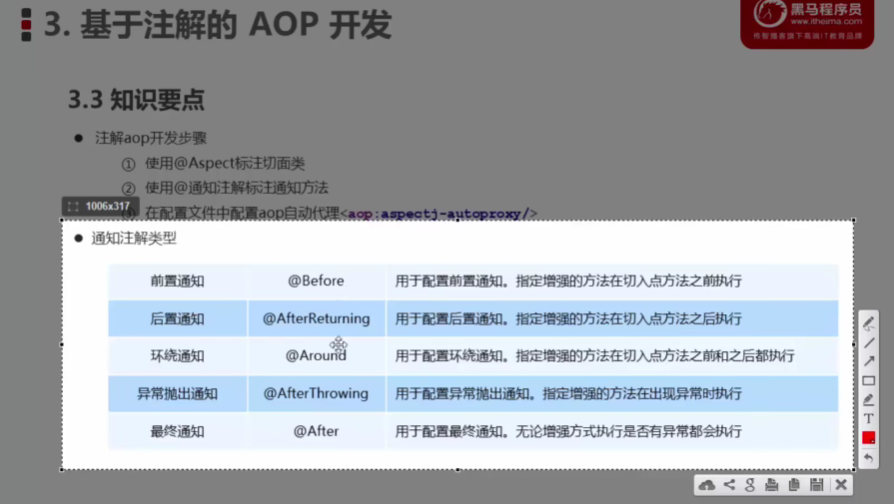 3. 基于注解的 AOP 开发
黑马程序员
www.itheima.com
传智播客旗下高端IT教育品牌
3.3 知识要点
● 注解aop开发步骤
① 使用@Aspect标注切面类
② 使用@通知注解标注通知方法
③ 在配置文件中配置aop自动代理<aop:aspectj-autoproxy/>
1006x317
● 通知注解类型
前置通知 @Before 用于配置前置通知。指定增强的方法在切入点方法之前执行
后置通知 @AfterReturning 用于配置后置通知。指定增强的方法在切入点方法之后执行
环绕通知 @Around 用于配置环绕通知。指定增强的方法在切入点方法之前和之后都执行
异常抛出通知 @AfterThrowing 用于配置异常抛出通知。指定增强的方法在出现异常时执行
最终通知 @After 用于配置最终通知。无论增强方式执行是否有异常都会执行
T